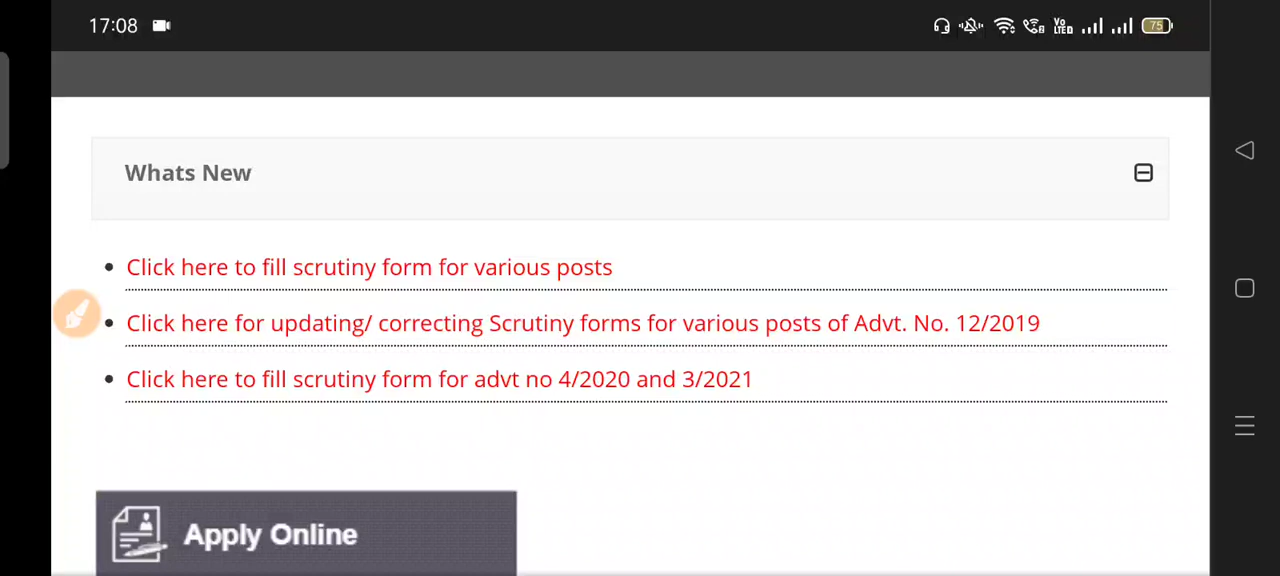 17:08
75
Whats New
Click here to fill scrutiny form for various posts
Click here for updating/ correcting Scrutiny forms for various posts of Advt. No. 12/2019
Click here to fill scrutiny form for advt no 4/2020 and 3/2021
Apply Online